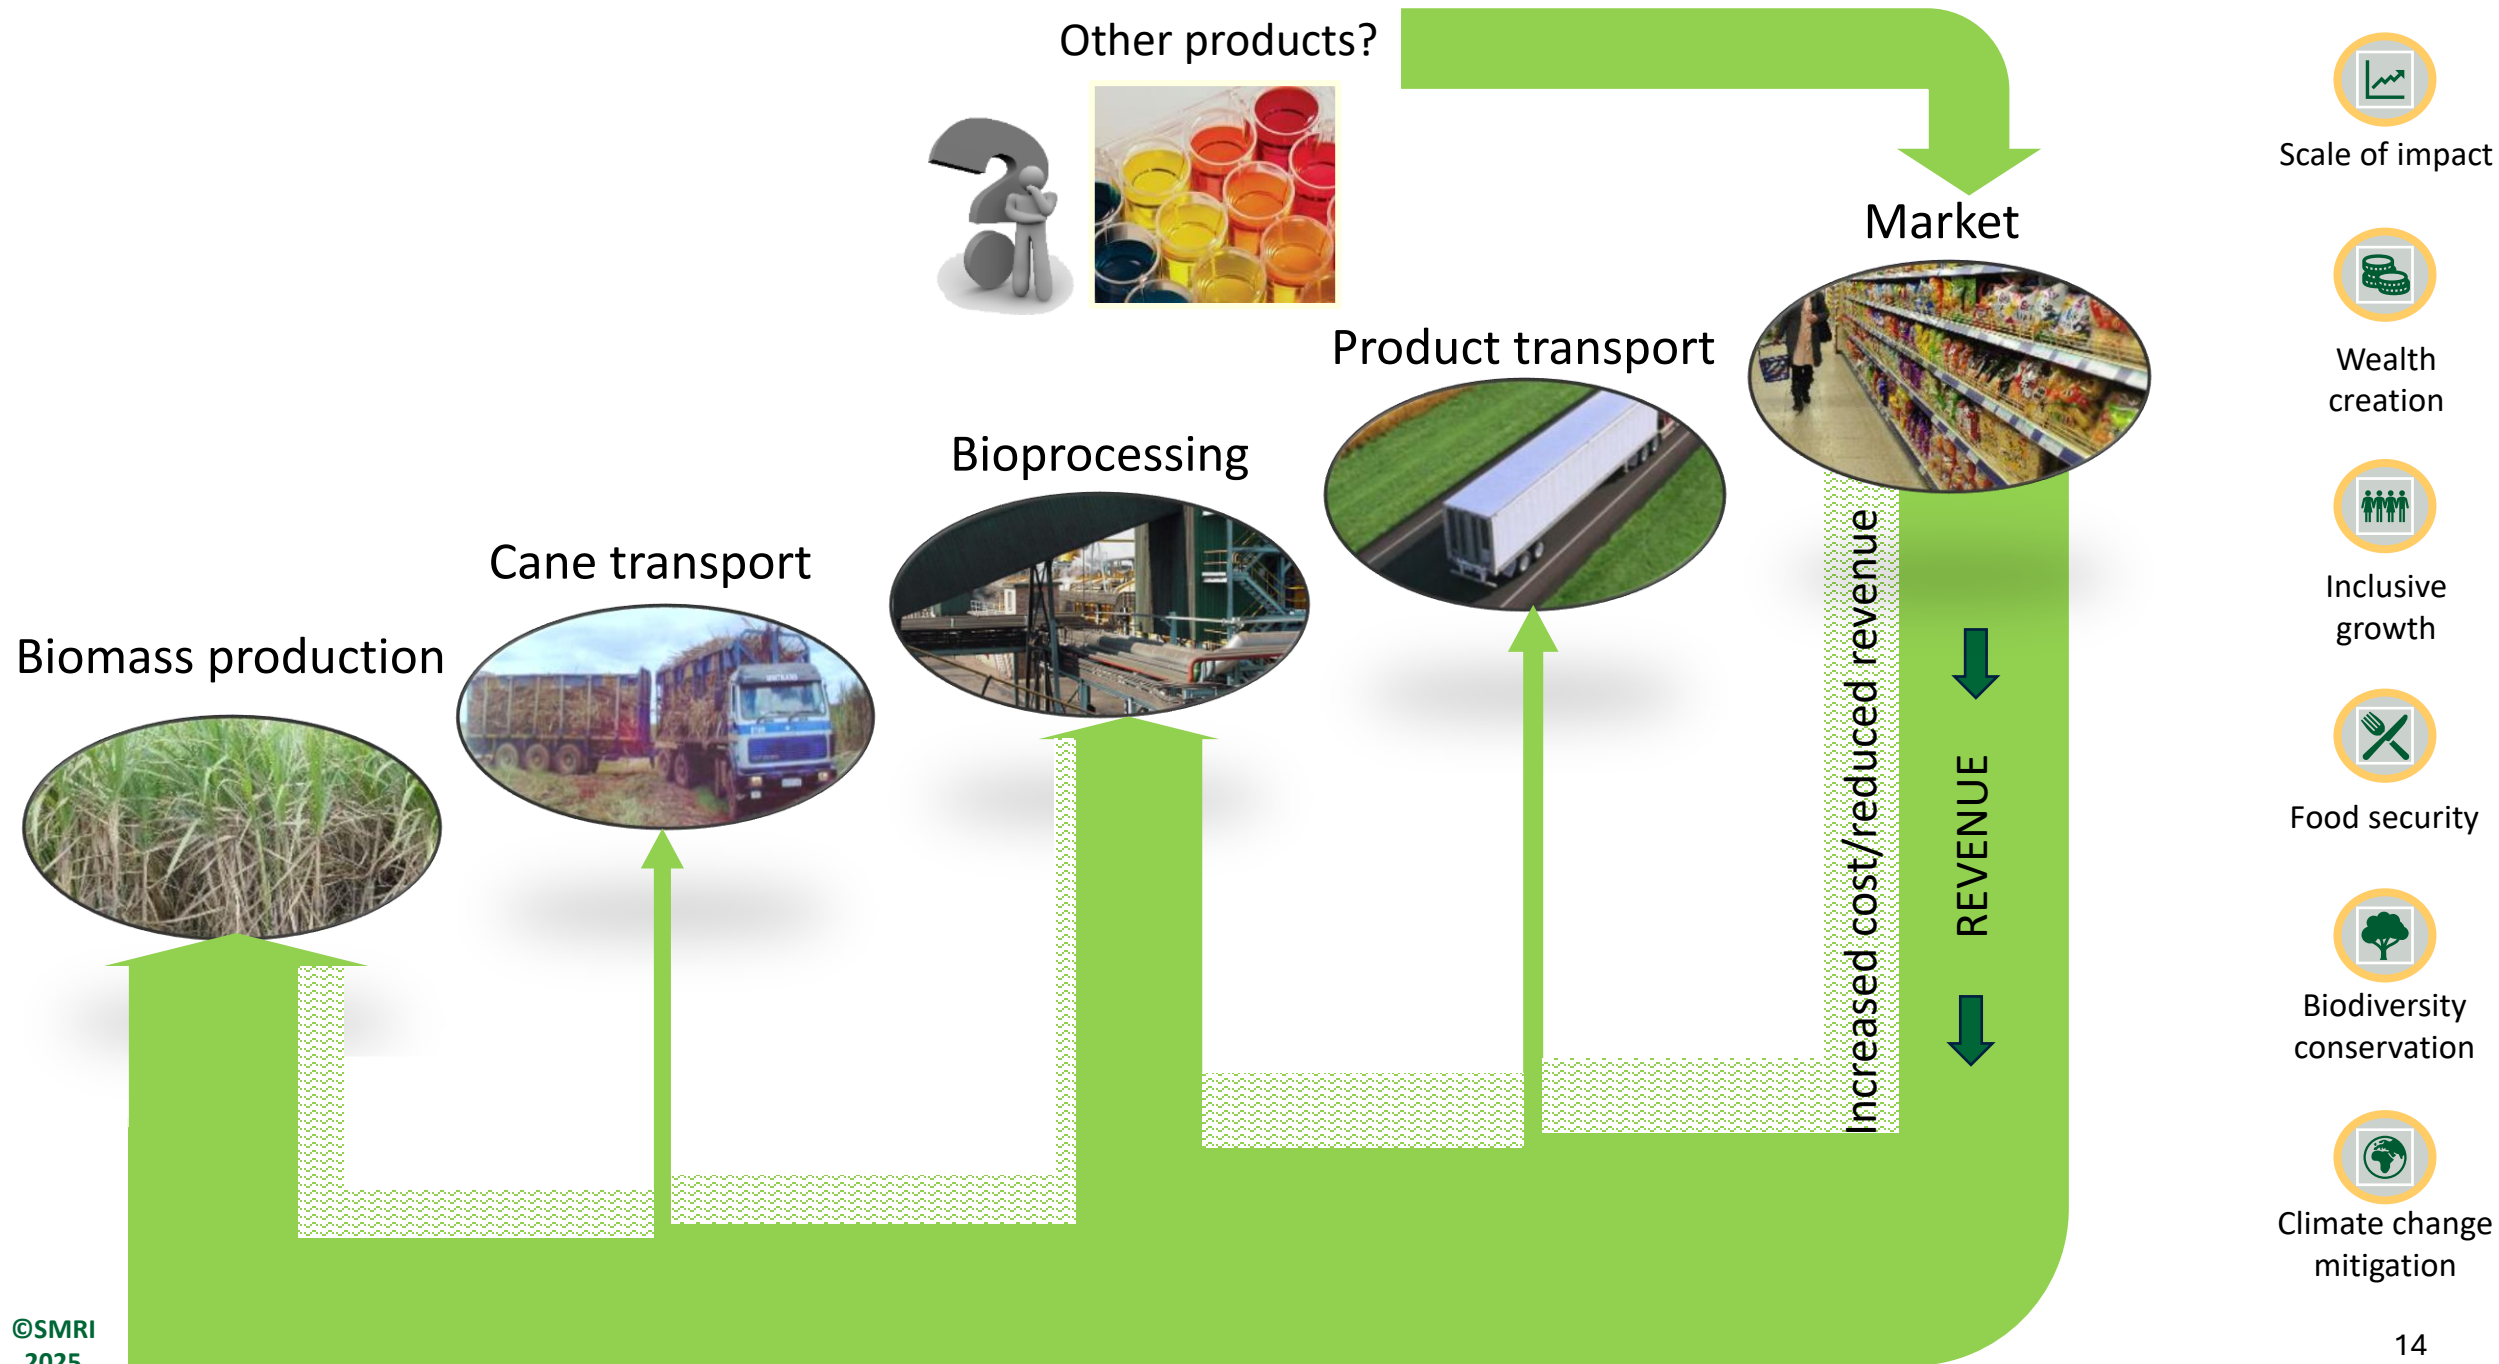 Other products?
Market
Product transport
Bioprocessing
Cane transport
Biomass production
Increased cost/reduced revenue
REVENUE
Scale of impact
Wealth
creation
Inclusive
growth
Food security
Biodiversity
conservation
Climate change
mitigation
©SMRI
2025
14